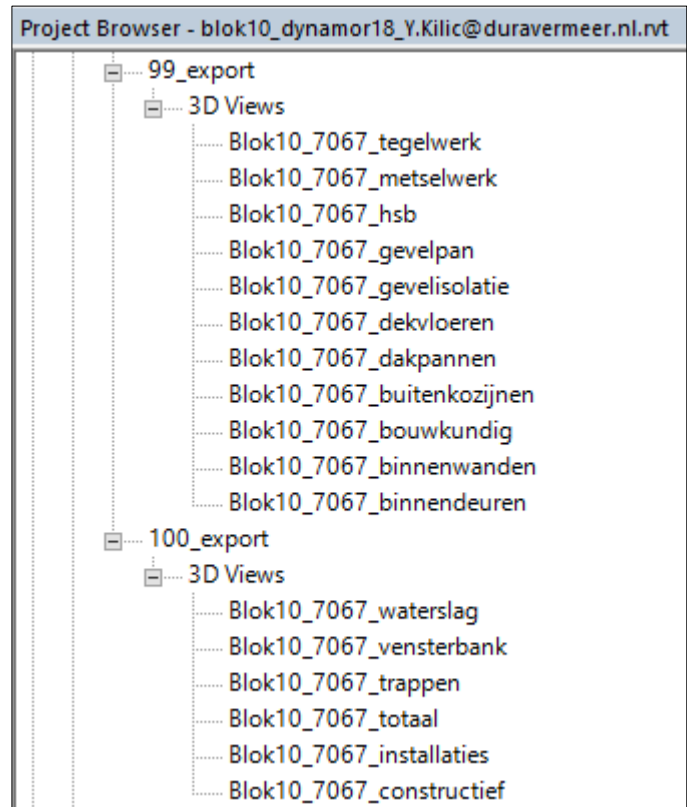 Project Browser - blok10_dynamor18_Y.Kilic@duravermeer.nl.rvt
99_export
3D Views
Blok10_7067_tegelwerk
Blok10_7067_metselwerk
Blok10_7067_hsb
Blok10_7067_gevelpan
Blok10_7067_gevelisolatie
Blok10_7067_dekvloeren
Blok10_7067_dakpannen
Blok10_7067_buitenkozijnen
Blok10_7067_bouwkundig
Blok10_7067_binnenwanden
Blok10_7067_binnendeuren
100_export
3D Views
Blok10_7067_waterslag
Blok10_7067_vensterbank
Blok10_7067_trappen
Blok10_7067_totaal
Blok10_7067_installaties
Blok10_7067_constructief